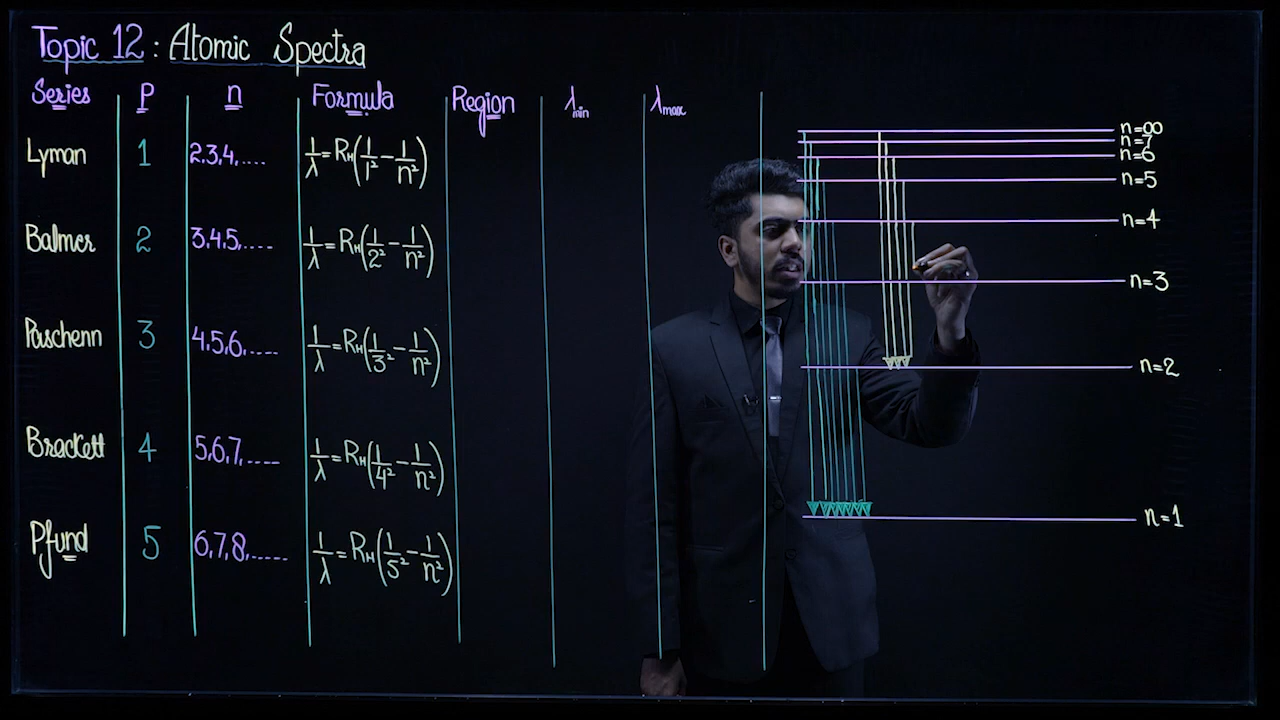 Topic 12 : Atomic Spectra
Series P n Formula Region λmin λmax
Lyman 1 2,3,4,.... 1/λ = RH(1/1² − 1/n²)
Balmer 2 3,4,5,.... 1/λ = RH(1/2² − 1/n²)
Paschenn 3 4,5,6,..... 1/λ = RH(1/3² − 1/n²)
Brackett 4 5,6,7,..... 1/λ = RH(1/4² − 1/n²)
Pfund 5 6,7,8,...... 1/λ = RH(1/5² − 1/n²)
n=∞
n=7
n=6
n=5
n=4
n=3
n=2
n=1